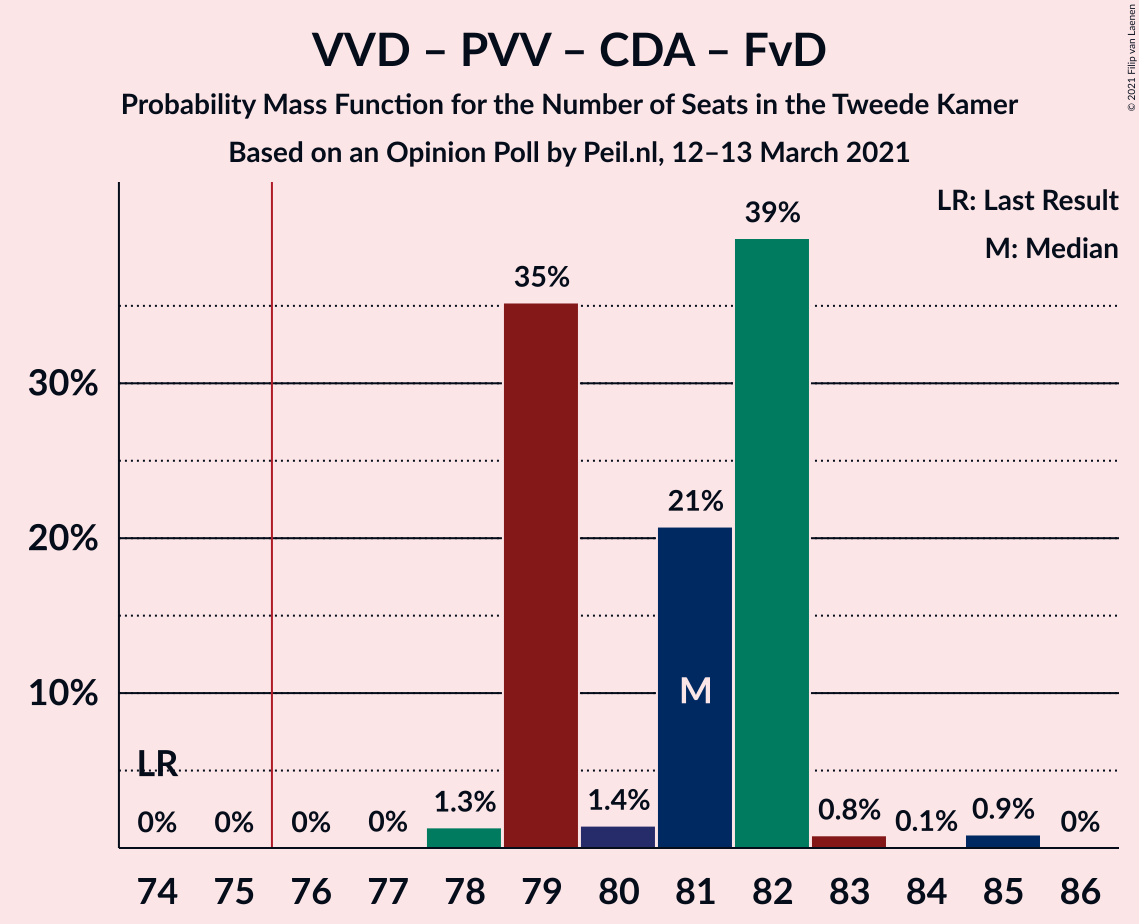 VVD – PVV – CDA – FvD
Probability Mass Function for the Number of Seats in the Tweede Kamer
Based on an Opinion Poll by Peil.nl, 12–13 March 2021
© 2021 Filip van Laenen
LR: Last Result
M: Median
39%
35%
30%
21%
20%
M
10%
LR
0% 0% 0% 0% 1.3% 1.4% 0.8% 0.1% 0.9% 0%
74 75 76 77 78 79 80 81 82 83 84 85 86